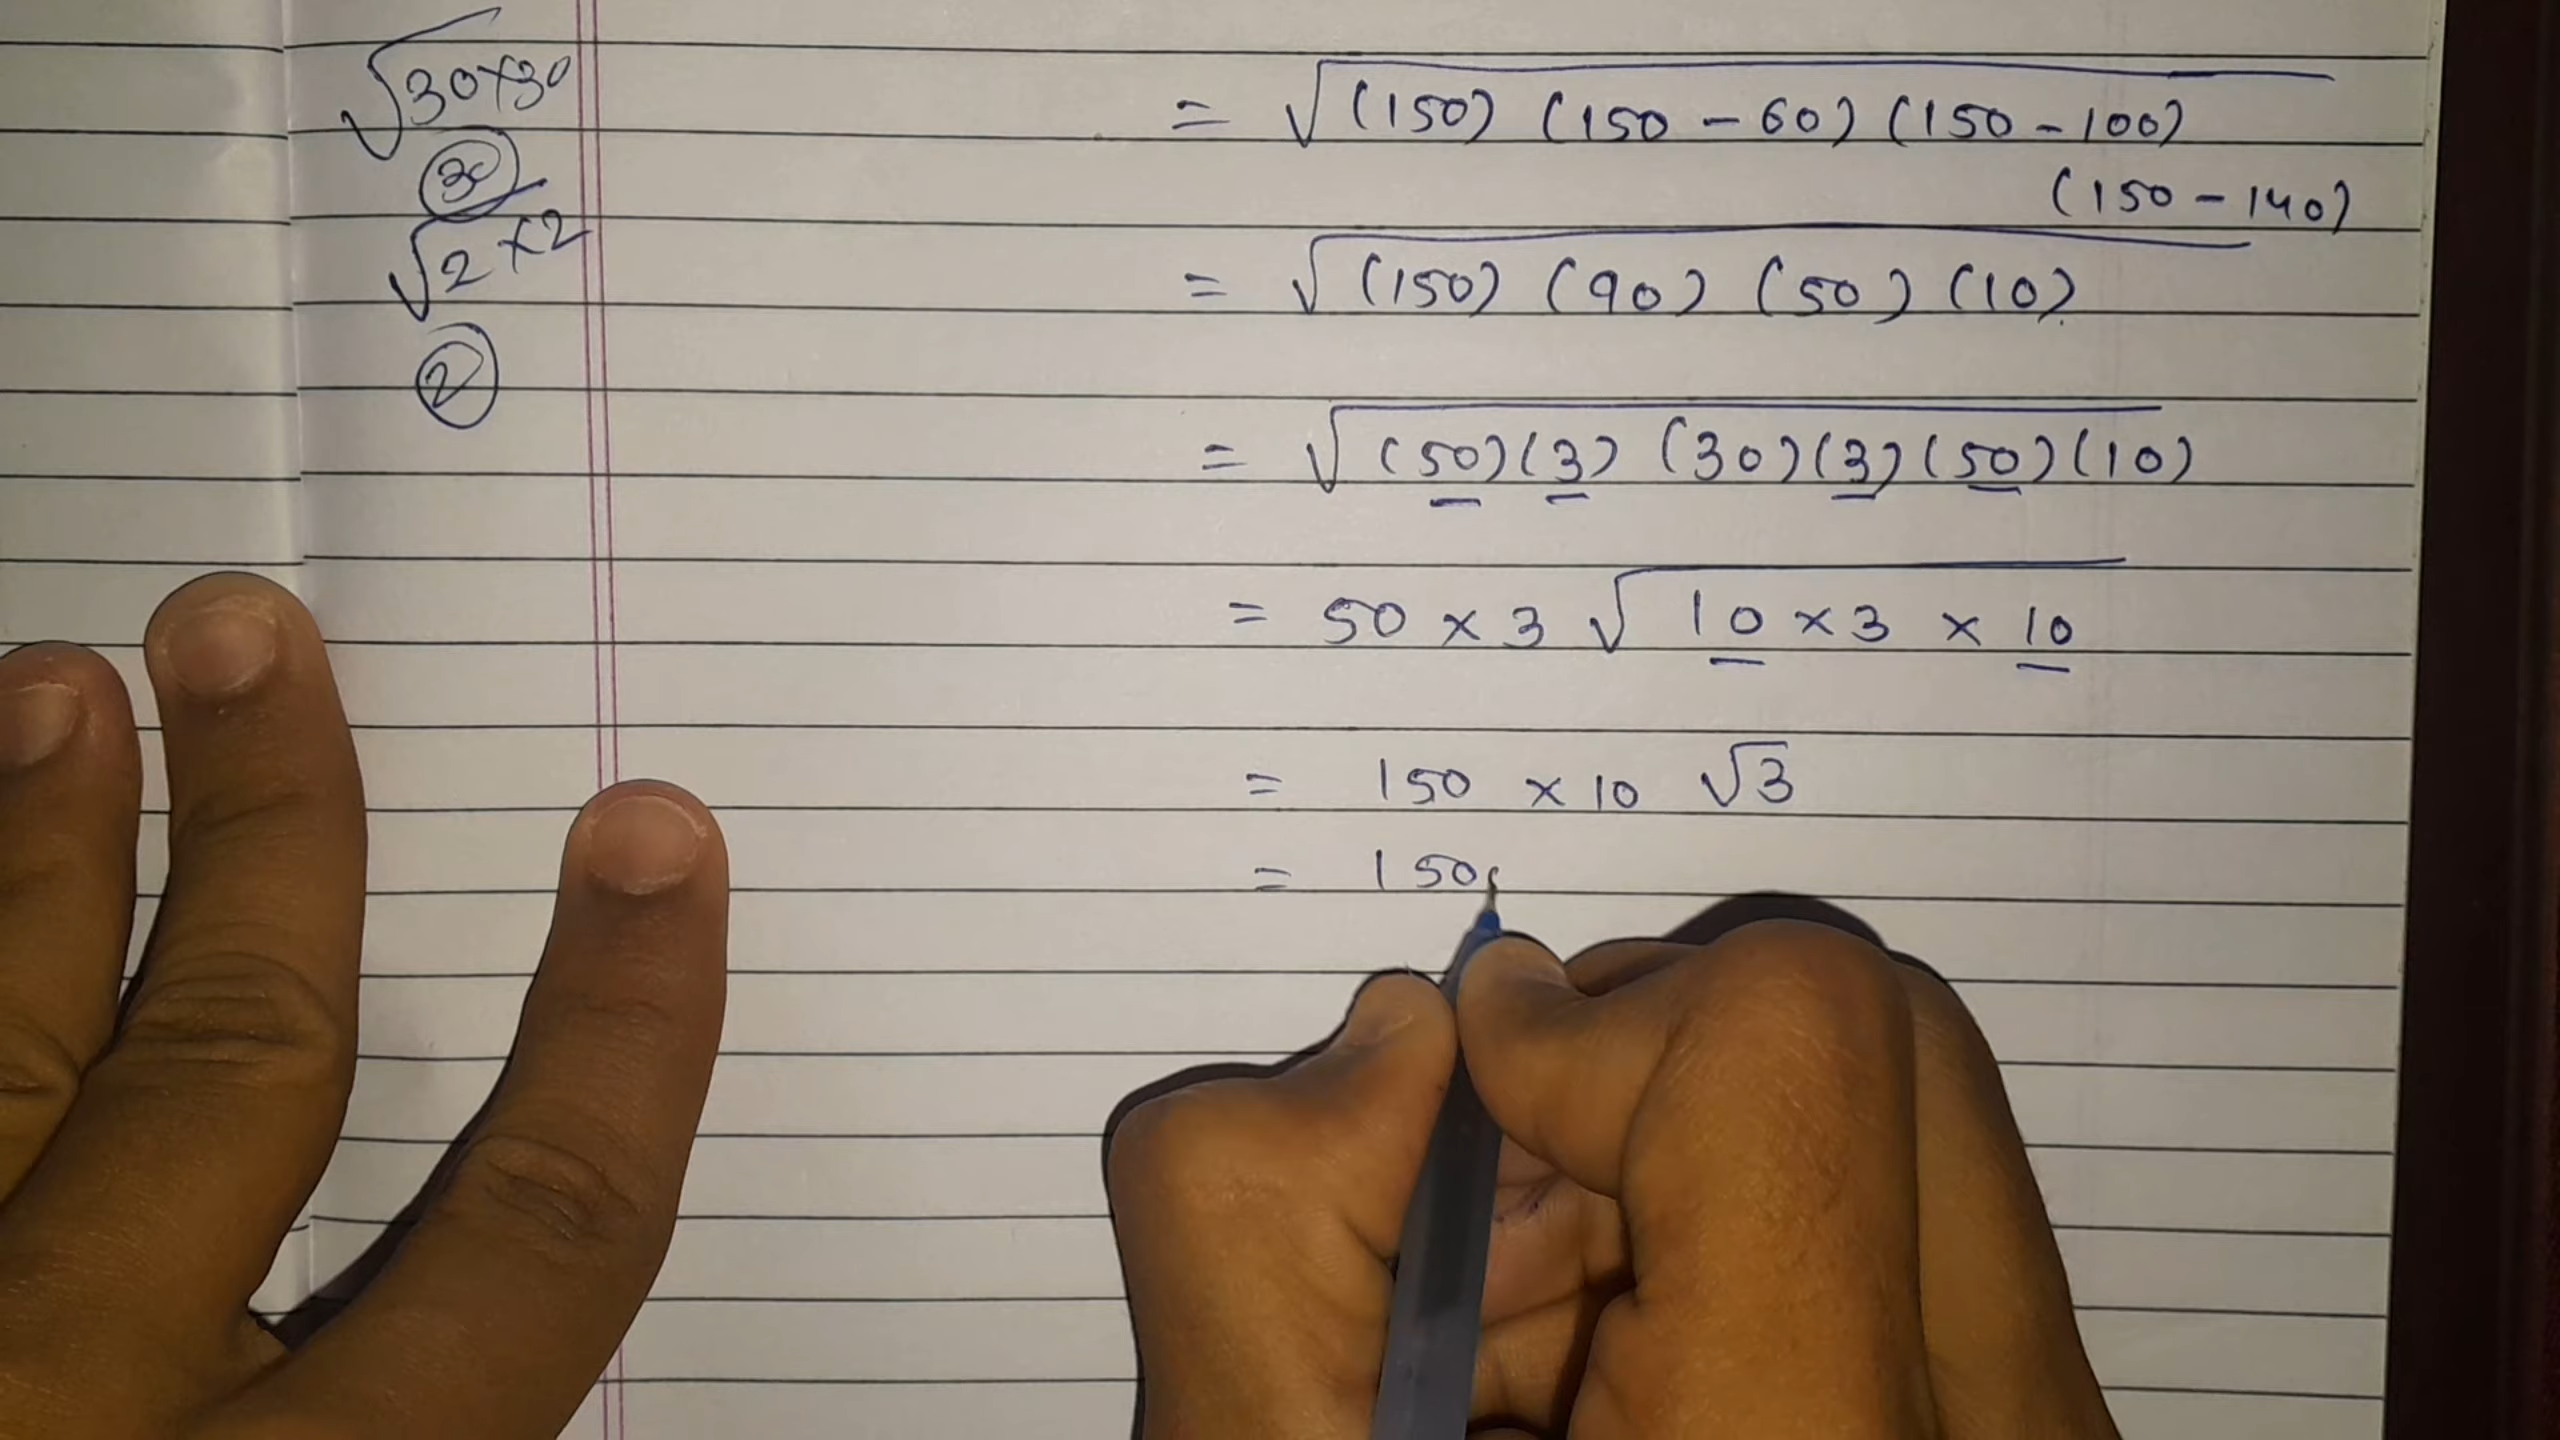 √30×30
30
√2×2
2
= √(150) (150 - 60) (150 - 100)
(150 - 140)
= √(150) (90) (50) (10)
= √(50)(3) (30)(3)(50)(10)
= 50 × 3 √10 × 3 × 10
= 150 × 10 √3
= 150